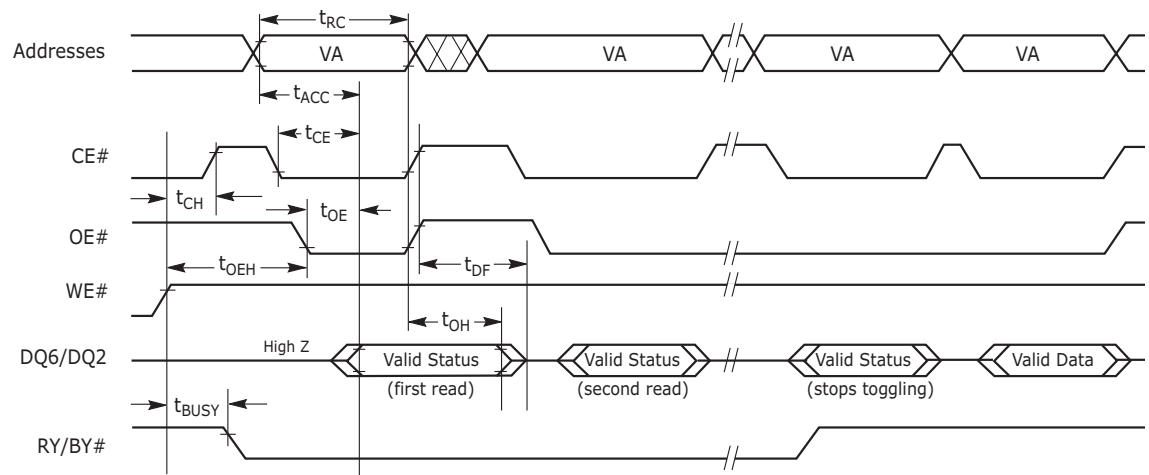 tRC
Addresses VA VA VA VA
tACC
tCE
CE#
tCH tOE
OE#
tOEH tDF
WE#
tOH
DQ6/DQ2 High Z Valid Status Valid Status Valid Status Valid Data
(first read) (second read) (stops toggling)
tBUSY
RY/BY#